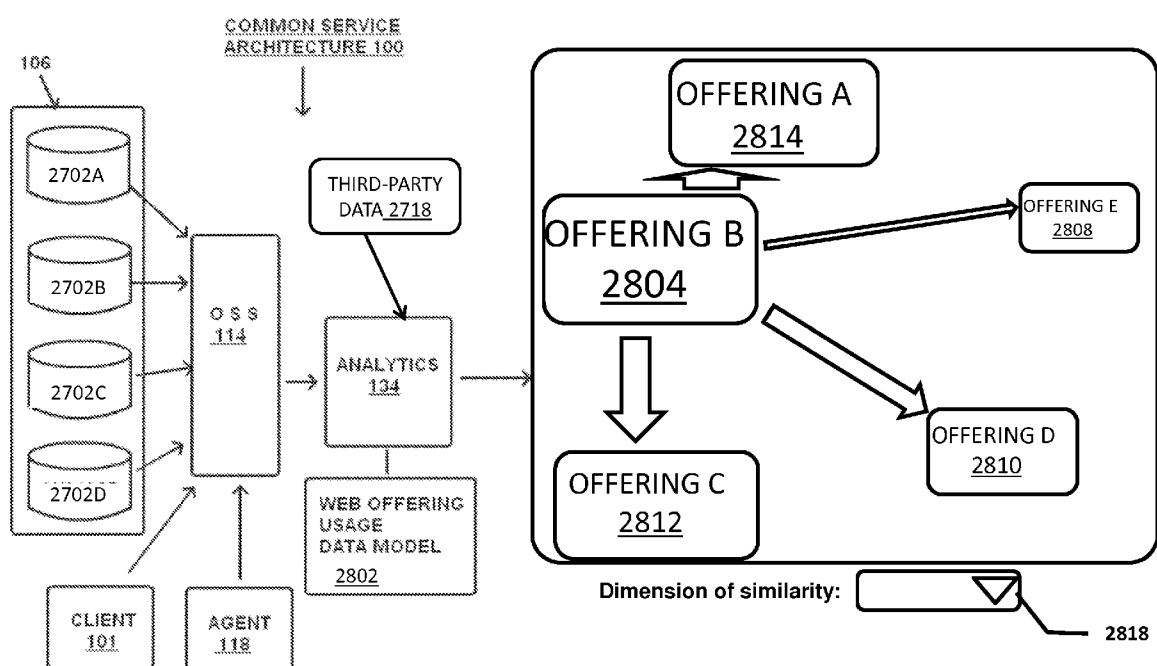 COMMON SERVICE
ARCHITECTURE 100
106
2702A
2702B
2702C
2702D
O S S
114
THIRD-PARTY
DATA 2718
ANALYTICS
134
WEB OFFERING
USAGE
DATA MODEL
2802
CLIENT
101
AGENT
118
OFFERING A
2814
OFFERING B
2804
OFFERING E
2808
OFFERING D
2810
OFFERING C
2812
Dimension of similarity:
2818